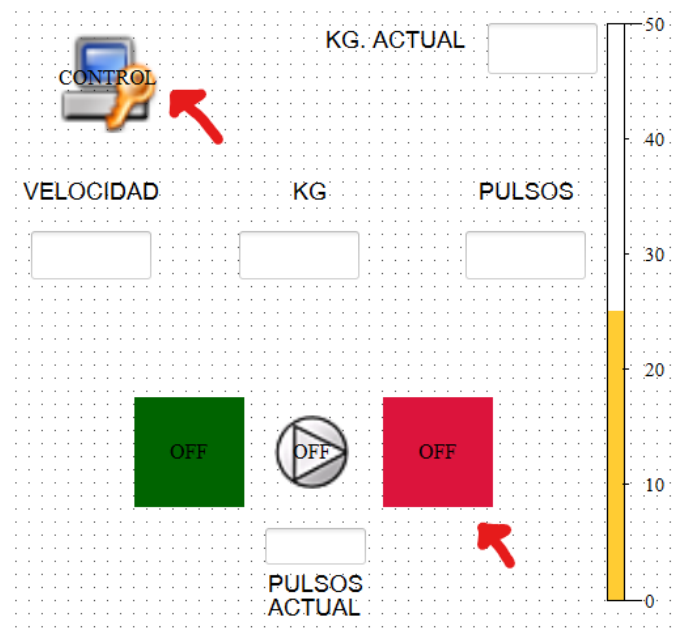 KG. ACTUAL
50
CONTROL
40
VELOCIDAD
KG
PULSOS
30
20
OFF
OFF
OFF
10
PULSOS
ACTUAL
0